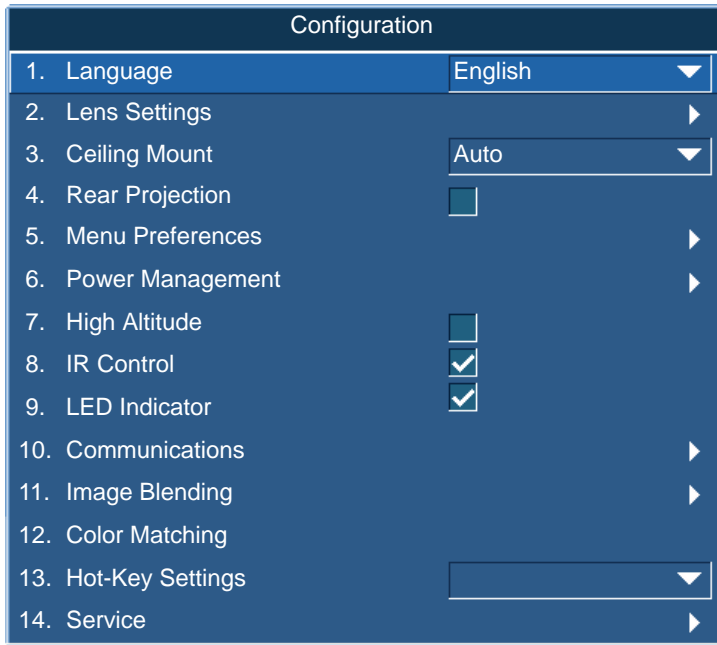 Configuration
1. Language English
2. Lens Settings
3. Ceiling Mount Auto
4. Rear Projection
5. Menu Preferences
6. Power Management
7. High Altitude
8. IR Control
9. LED Indicator
10. Communications
11. Image Blending
12. Color Matching
13. Hot-Key Settings
14. Service